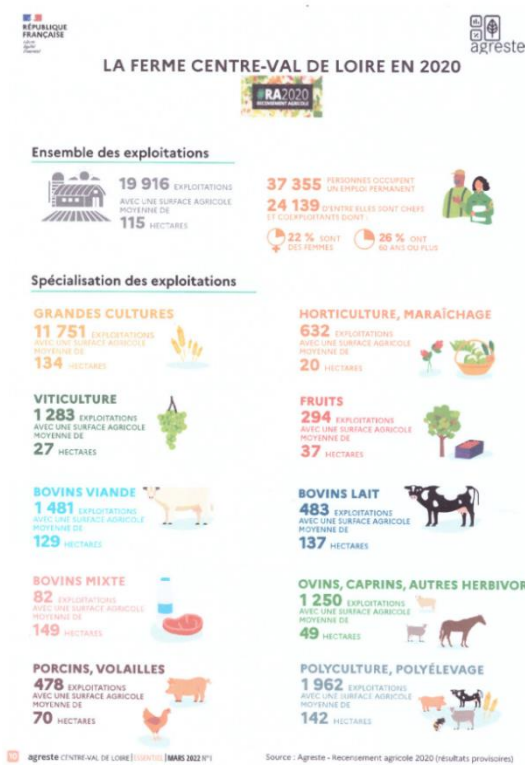 RÉPUBLIQUE
FRANÇAISE
agreste
LA FERME CENTRE-VAL DE LOIRE EN 2020
RA2020
RECENSEMENT AGRICOLE
Ensemble des exploitations
19 916 EXPLOITATIONS
AVEC UNE SURFACE AGRICOLE
MOYENNE DE
115 HECTARES
37 355 PERSONNES OCCUPENT
UN EMPLOI PERMANENT
24 139 D'ENTRE ELLES SONT CHEFS
ET COEXPLOITANTS DONT :
22 % SONT
DES FEMMES
26 % ONT
60 ANS OU PLUS
Spécialisation des exploitations
GRANDES CULTURES
11 751 EXPLOITATIONS
AVEC UNE SURFACE AGRICOLE
MOYENNE DE
134 HECTARES
HORTICULTURE, MARAÎCHAGE
632 EXPLOITATIONS
AVEC UNE SURFACE AGRICOLE
MOYENNE DE
20 HECTARES
VITICULTURE
1 283 EXPLOITATIONS
AVEC UNE SURFACE AGRICOLE
MOYENNE DE
27 HECTARES
FRUITS
294 EXPLOITATIONS
AVEC UNE SURFACE AGRICOLE
MOYENNE DE
37 HECTARES
BOVINS VIANDE
1 481 EXPLOITATIONS
AVEC UNE SURFACE AGRICOLE
MOYENNE DE
129 HECTARES
BOVINS LAIT
483 EXPLOITATIONS
AVEC UNE SURFACE AGRICOLE
MOYENNE DE
137 HECTARES
BOVINS MIXTE
82 EXPLOITATIONS
AVEC UNE SURFACE AGRICOLE
MOYENNE DE
149 HECTARES
OVINS, CAPRINS, AUTRES HERBIVOR
1 250 EXPLOITATIONS
AVEC UNE SURFACE AGRICOLE
MOYENNE DE
49 HECTARES
PORCINS, VOLAILLES
478 EXPLOITATIONS
AVEC UNE SURFACE AGRICOLE
MOYENNE DE
70 HECTARES
POLYCULTURE, POLYÉLEVAGE
1 962 EXPLOITATIONS
AVEC UNE SURFACE AGRICOLE
MOYENNE DE
142 HECTARES
agreste CENTRE-VAL DE LOIRE | ESSENTIEL | MARS 2022 N°1
Source : Agreste - Recensement agricole 2020 (résultats provisoires)